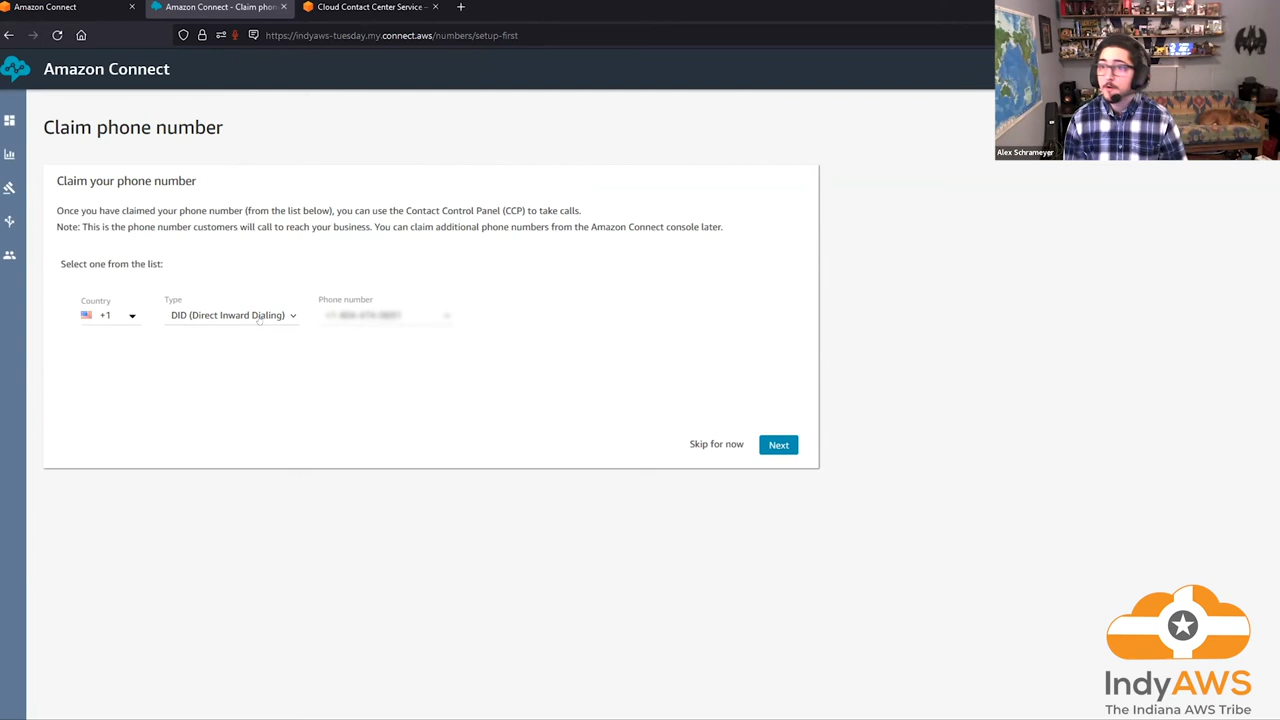 Amazon Connect
Amazon Connect - Claim phon
Cloud Contact Center Service -
https://indyaws-tuesday.my.connect.aws/numbers/setup-first
Amazon Connect
Alex Schrameyer
Claim phone number
Claim your phone number
Once you have claimed your phone number (from the list below), you can use the Contact Control Panel (CCP) to take calls.
Note: This is the phone number customers will call to reach your business. You can claim additional phone numbers from the Amazon Connect console later.
Select one from the list:
Country
Type
Phone number
+1
DID (Direct Inward Dialing)
Skip for now
Next
IndyAWS
The Indiana AWS Tribe